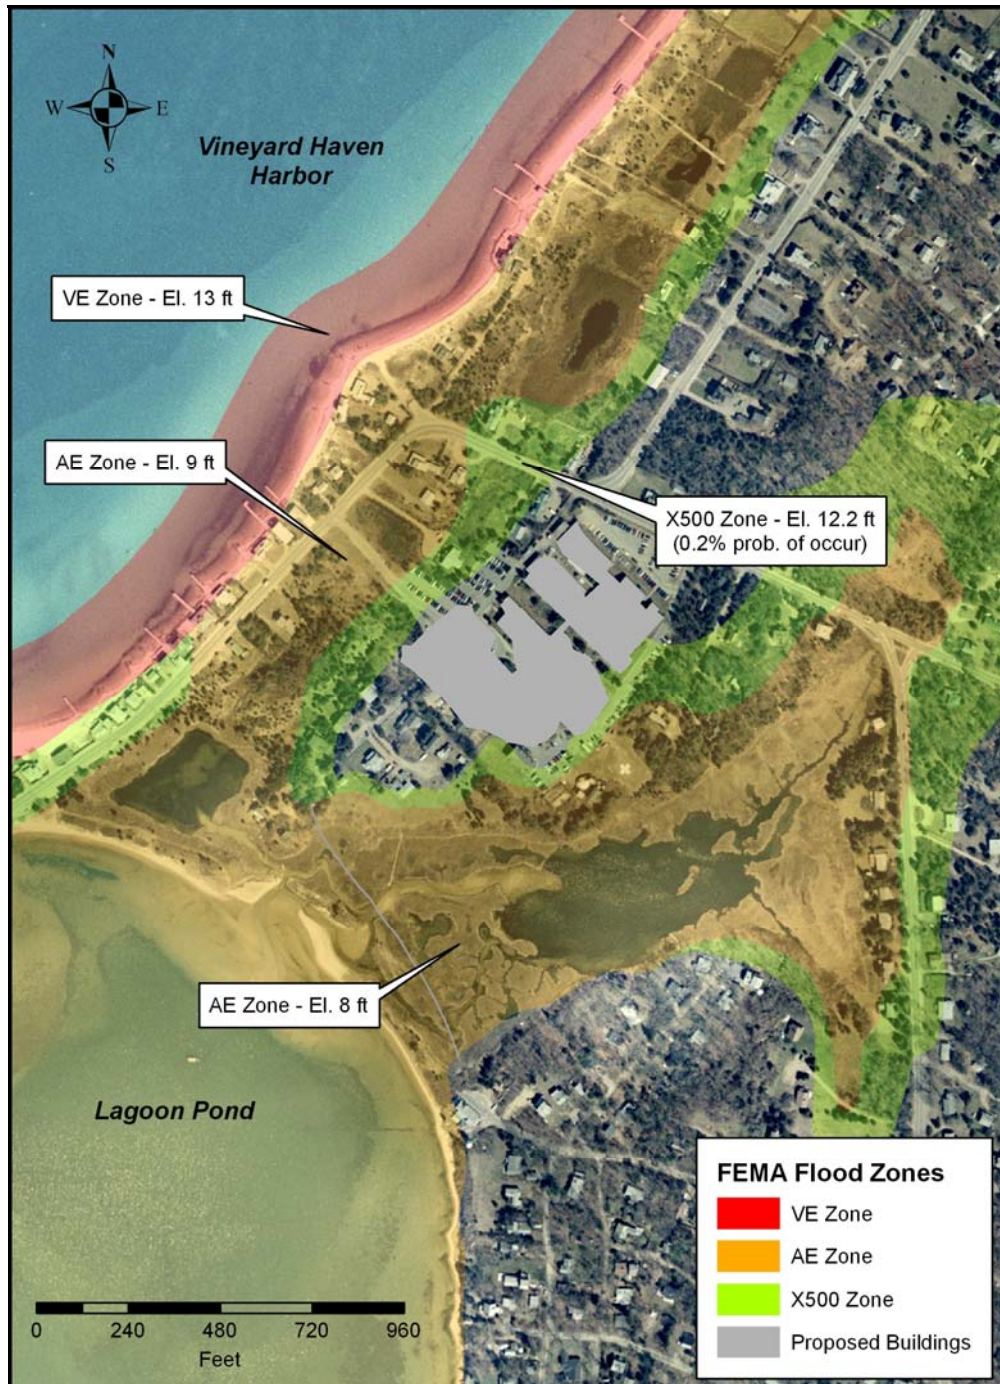 N
W
E
S
Vineyard Haven
Harbor
VE Zone - El. 13 ft
AE Zone - El. 9 ft
X500 Zone - El. 12.2 ft
(0.2% prob. of occur)
AE Zone - El. 8 ft
Lagoon Pond
0 240 480 720 960
Feet
FEMA Flood Zones
VE Zone
AE Zone
X500 Zone
Proposed Buildings